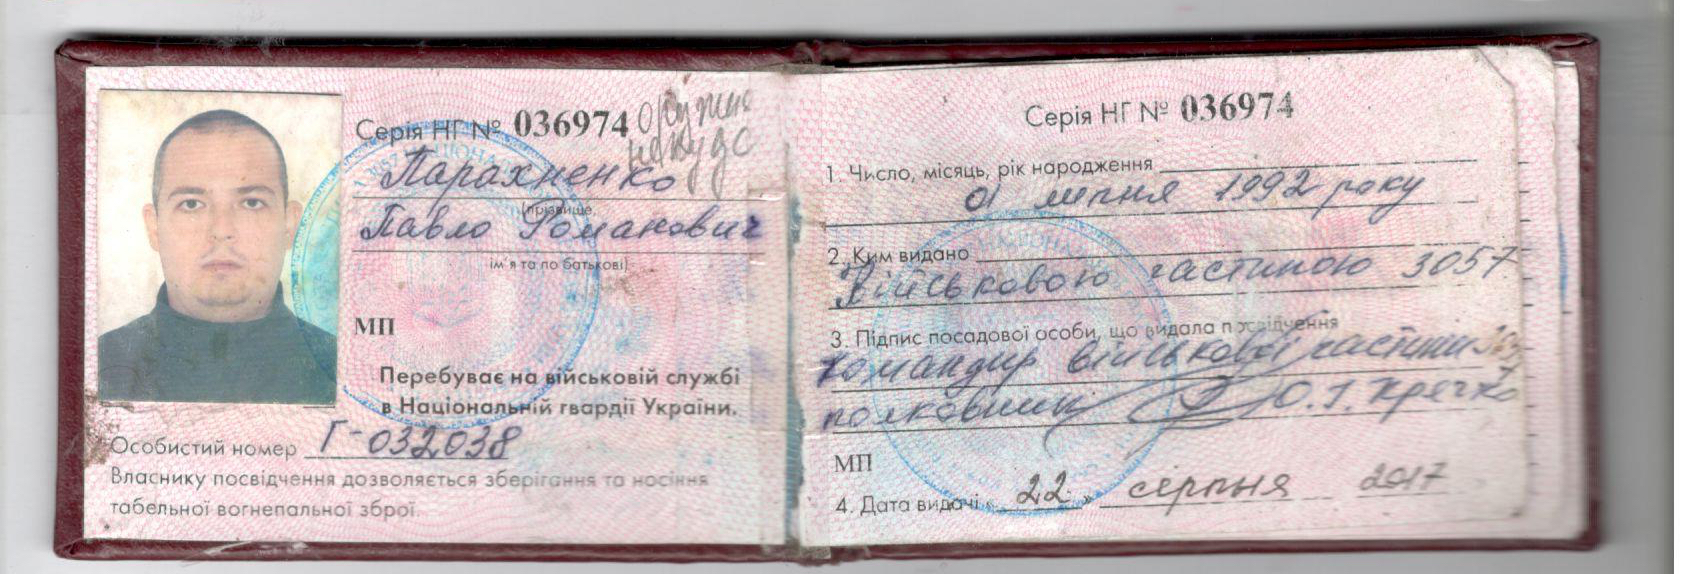 Серія НГ № 036974
Парахненко
(прізвище,
Павло Романович
ім'я та по батькові)
МП
Перебуває на військовій службі
в Національній гвардії України.
Особистий номер Г-032038
Власнику посвідчення дозволяється зберігання та носіння
табельної вогнепальної зброї.
Серія НГ № 036974
1. Число, місяць, рік народження
01 липня 1992 року
2. Ким видано
Військовою частиною 3057
3. Підпис посадової особи, що видала посвідчення
Командир військової частини
полковник О.І. Кречко
МП
4. Дата видачі « 22 » серпня 2017